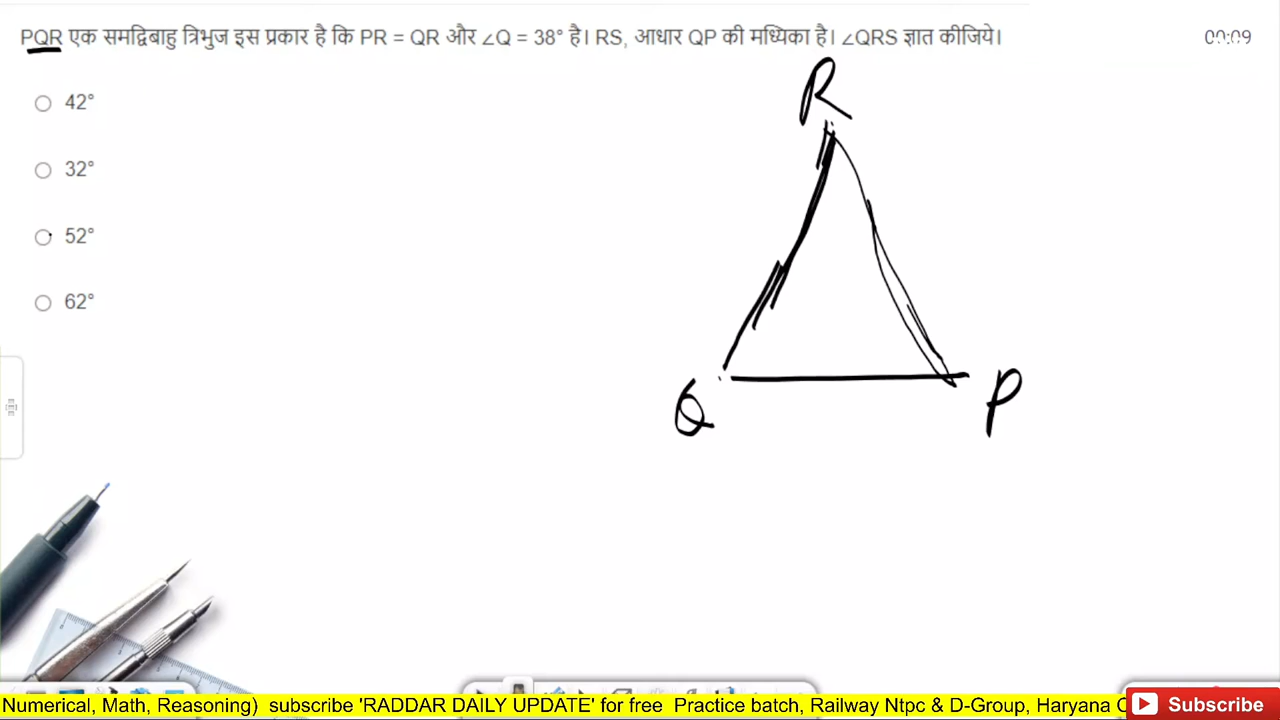 PQR एक समद्विबाहु त्रिभुज इस प्रकार है कि PR = QR और ∠Q = 38° है। RS, आधार QP की मध्यिका है। ∠QRS ज्ञात कीजिये।
00:09
42°
32°
52°
62°
R
Q
P
Numerical, Math, Reasoning) subscribe 'RADDAR DAILY UPDATE' for free Practice batch, Railway Ntpc & D-Group, Haryana
Subscribe